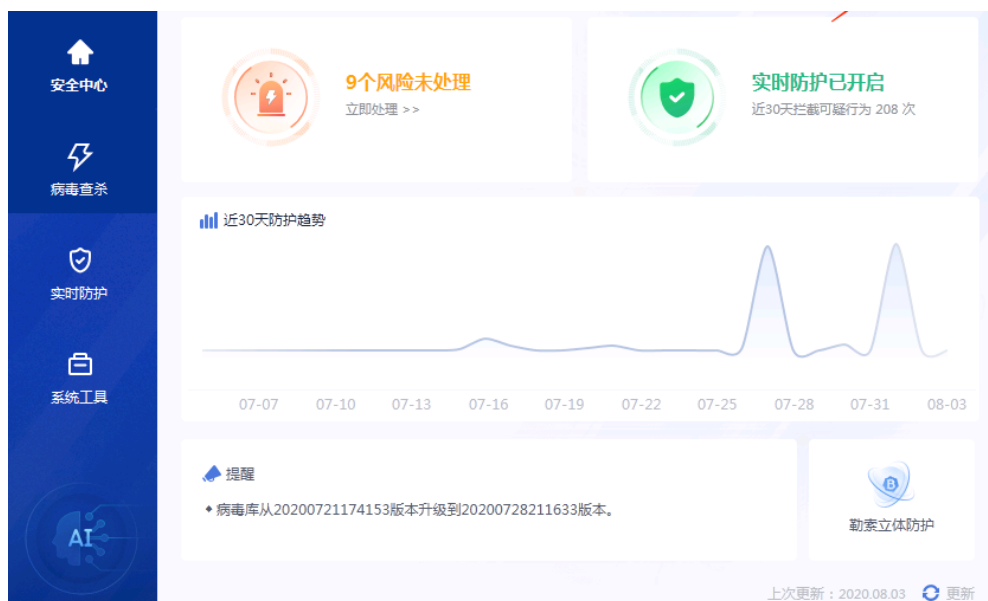 安全中心
病毒查杀
实时防护
系统工具
AI
9个风险未处理
立即处理 >>
实时防护已开启
近30天拦截可疑行为 208 次
近30天防护趋势
07-07 07-10 07-13 07-16 07-19 07-22 07-25 07-28 07-31 08-03
提醒
病毒库从20200721174153版本升级到20200728211633版本。
B
勒索立体防护
上次更新：2020.08.03 更新